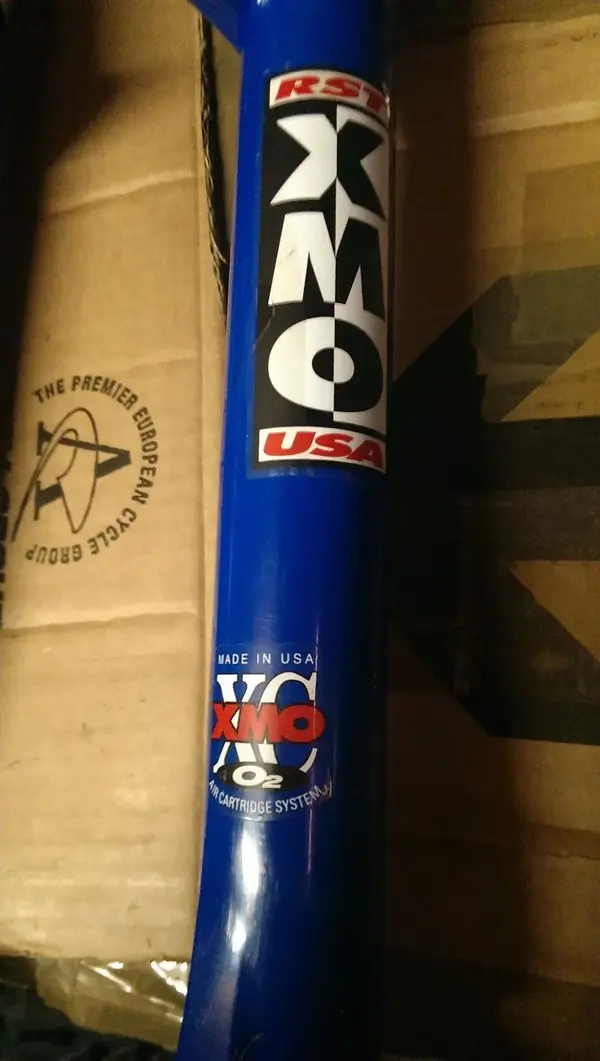 RST
XMO
USA
THE PREMIER EUROPEAN CYCLE GROUP
MADE IN USA
XC
XMO
O2
AIR CARTRIDGE SYSTEM